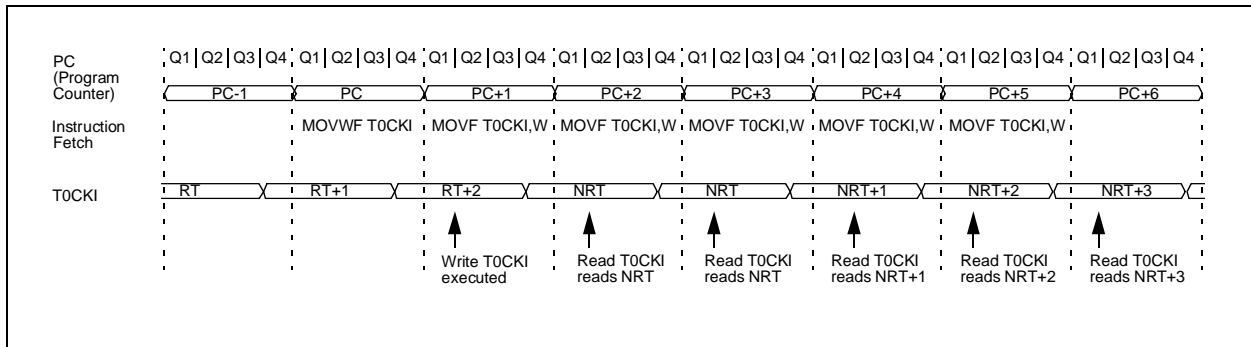 PC
(Program
Counter)
Q1 Q2 Q3 Q4 Q1 Q2 Q3 Q4 Q1 Q2 Q3 Q4 Q1 Q2 Q3 Q4 Q1 Q2 Q3 Q4 Q1 Q2 Q3 Q4 Q1 Q2 Q3 Q4 Q1 Q2 Q3 Q4
PC-1 PC PC+1 PC+2 PC+3 PC+4 PC+5 PC+6
Instruction
Fetch
MOVWF T0CKI MOVF T0CKI,W MOVF T0CKI,W MOVF T0CKI,W MOVF T0CKI,W MOVF T0CKI,W
T0CKI
RT RT+1 RT+2 NRT NRT NRT+1 NRT+2 NRT+3
Write T0CKI
executed
Read T0CKI
reads NRT
Read T0CKI
reads NRT
Read T0CKI
reads NRT+1
Read T0CKI
reads NRT+2
Read T0CKI
reads NRT+3